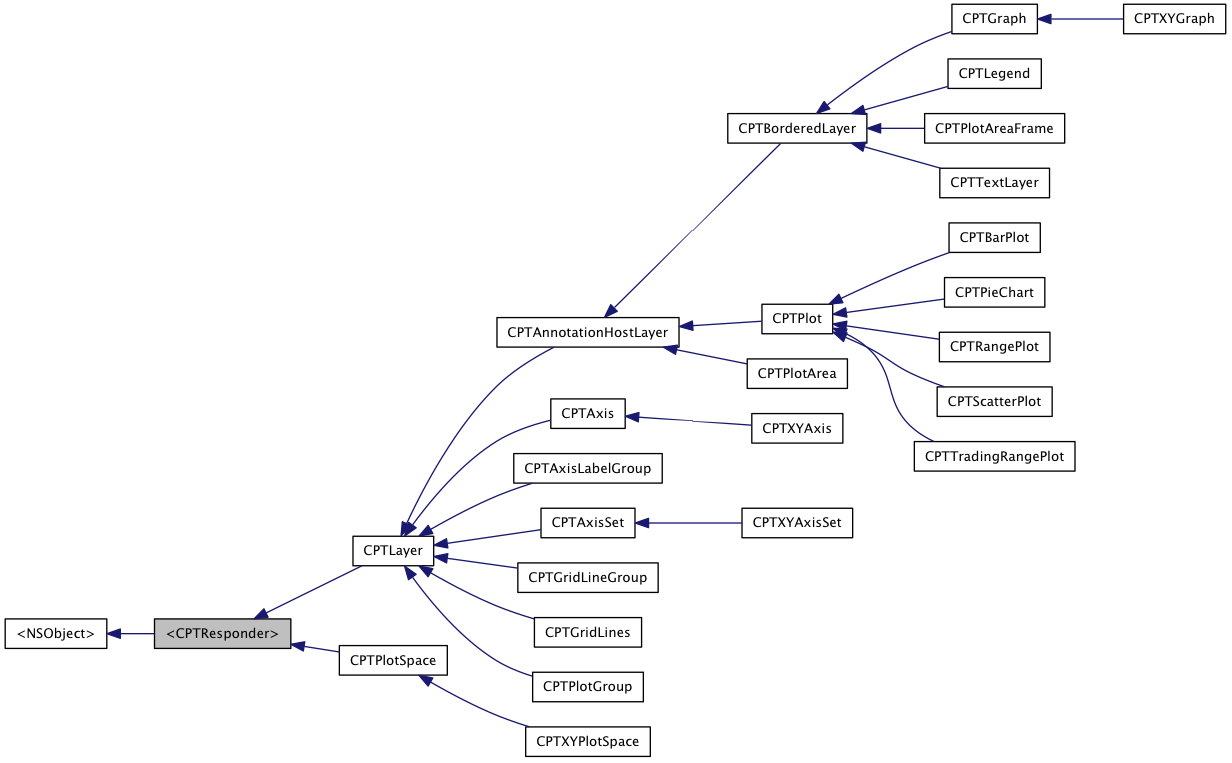 CPTGraph
CPTXYGraph
CPTLegend
CPTBorderedLayer
CPTPlotAreaFrame
CPTTextLayer
CPTBarPlot
CPTPieChart
CPTPlot
CPTAnnotationHostLayer
CPTRangePlot
CPTPlotArea
CPTScatterPlot
CPTAxis
CPTXYAxis
CPTTradingRangePlot
CPTAxisLabelGroup
CPTAxisSet
CPTXYAxisSet
CPTLayer
CPTGridLineGroup
CPTGridLines
<NSObject>
<CPTResponder>
CPTPlotSpace
CPTPlotGroup
CPTXYPlotSpace